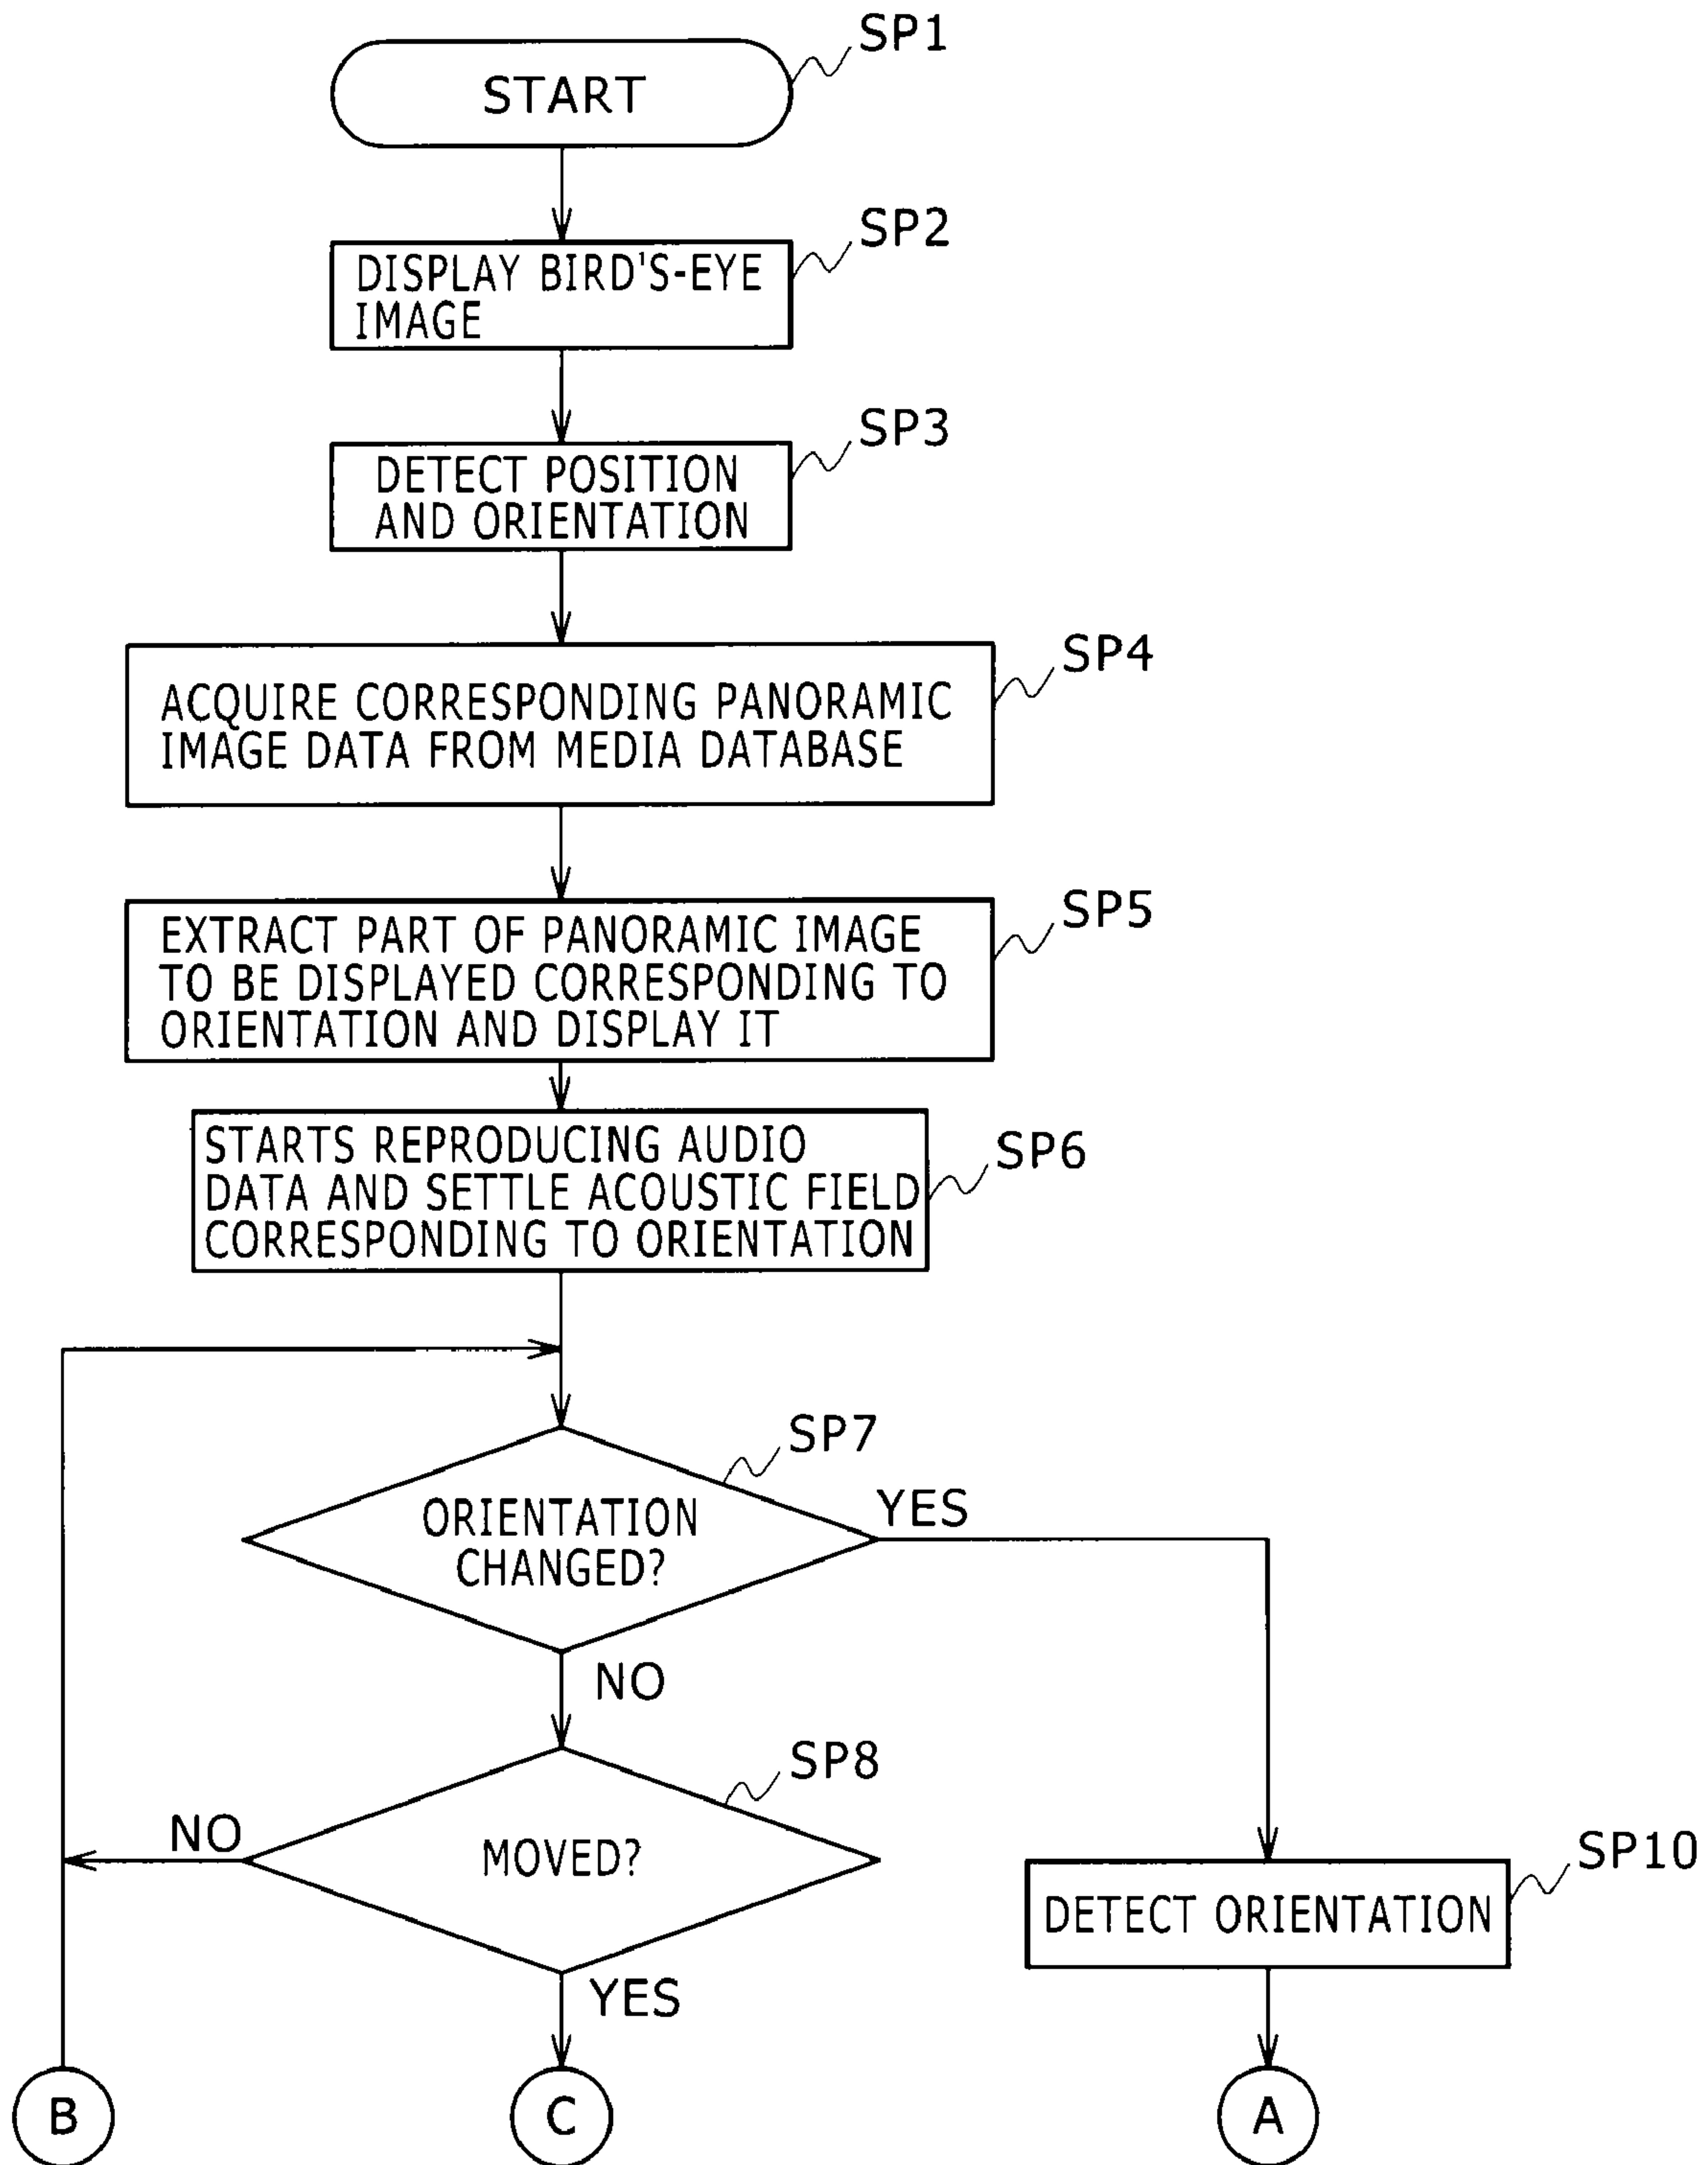 SP1
START
SP2
DISPLAY BIRD'S-EYE
IMAGE
SP3
DETECT POSITION
AND ORIENTATION
SP4
ACQUIRE CORRESPONDING PANORAMIC
IMAGE DATA FROM MEDIA DATABASE
SP5
EXTRACT PART OF PANORAMIC IMAGE
TO BE DISPLAYED CORRESPONDING TO
ORIENTATION AND DISPLAY IT
SP6
STARTS REPRODUCING AUDIO
DATA AND SETTLE ACOUSTIC FIELD
CORRESPONDING TO ORIENTATION
SP7
ORIENTATION
CHANGED?
YES
NO
SP8
MOVED?
NO
YES
SP10
DETECT ORIENTATION
B
C
A